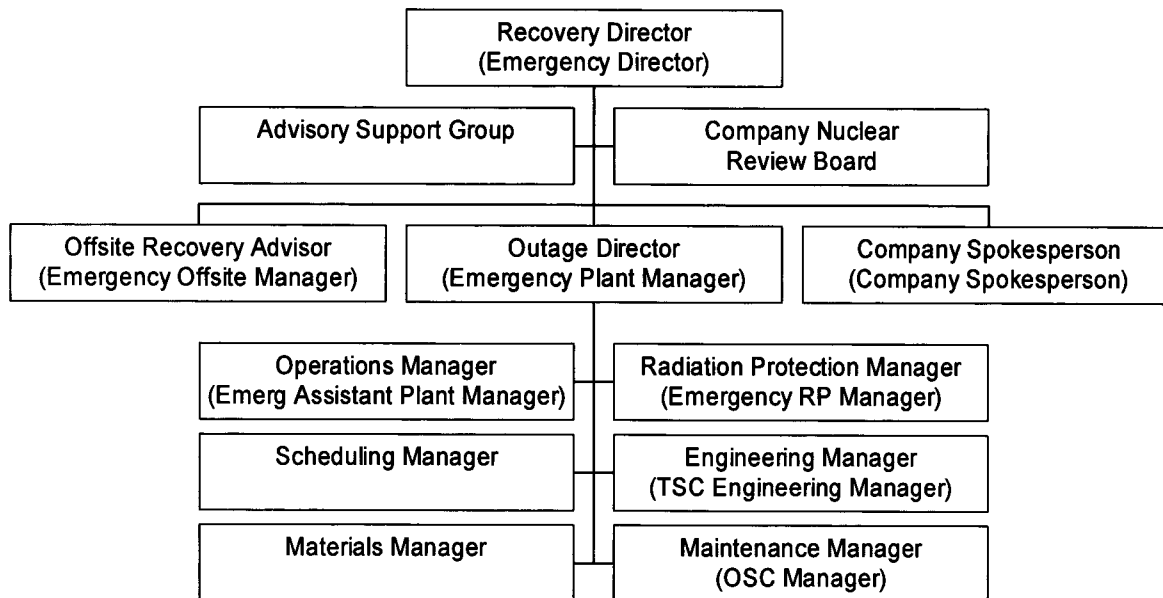 Recovery Director
(Emergency Director)
Advisory Support Group
Company Nuclear
Review Board
Offsite Recovery Advisor
(Emergency Offsite Manager)
Outage Director
(Emergency Plant Manager)
Company Spokesperson
(Company Spokesperson)
Operations Manager
(Emerg Assistant Plant Manager)
Radiation Protection Manager
(Emergency RP Manager)
Scheduling Manager
Engineering Manager
(TSC Engineering Manager)
Materials Manager
Maintenance Manager
(OSC Manager)